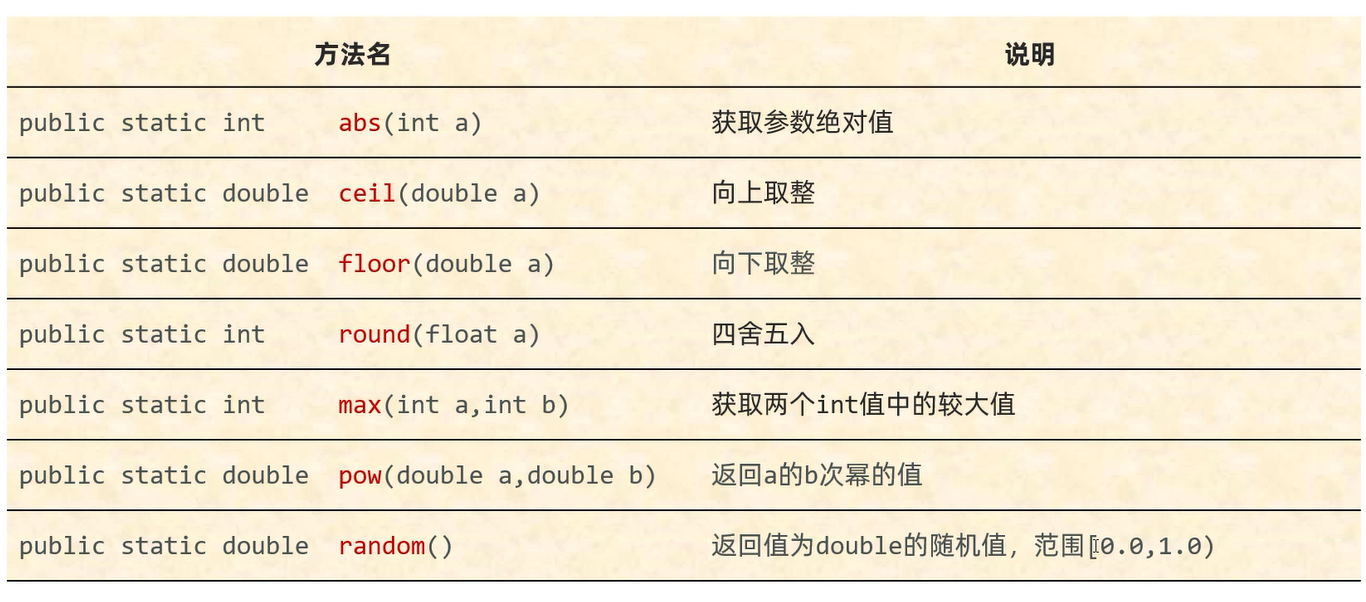 方法名 说明
public static int abs(int a) 获取参数绝对值
public static double ceil(double a) 向上取整
public static double floor(double a) 向下取整
public static int round(float a) 四舍五入
public static int max(int a,int b) 获取两个int值中的较大值
public static double pow(double a,double b) 返回a的b次幂的值
public static double random() 返回值为double的随机值，范围[0.0,1.0)